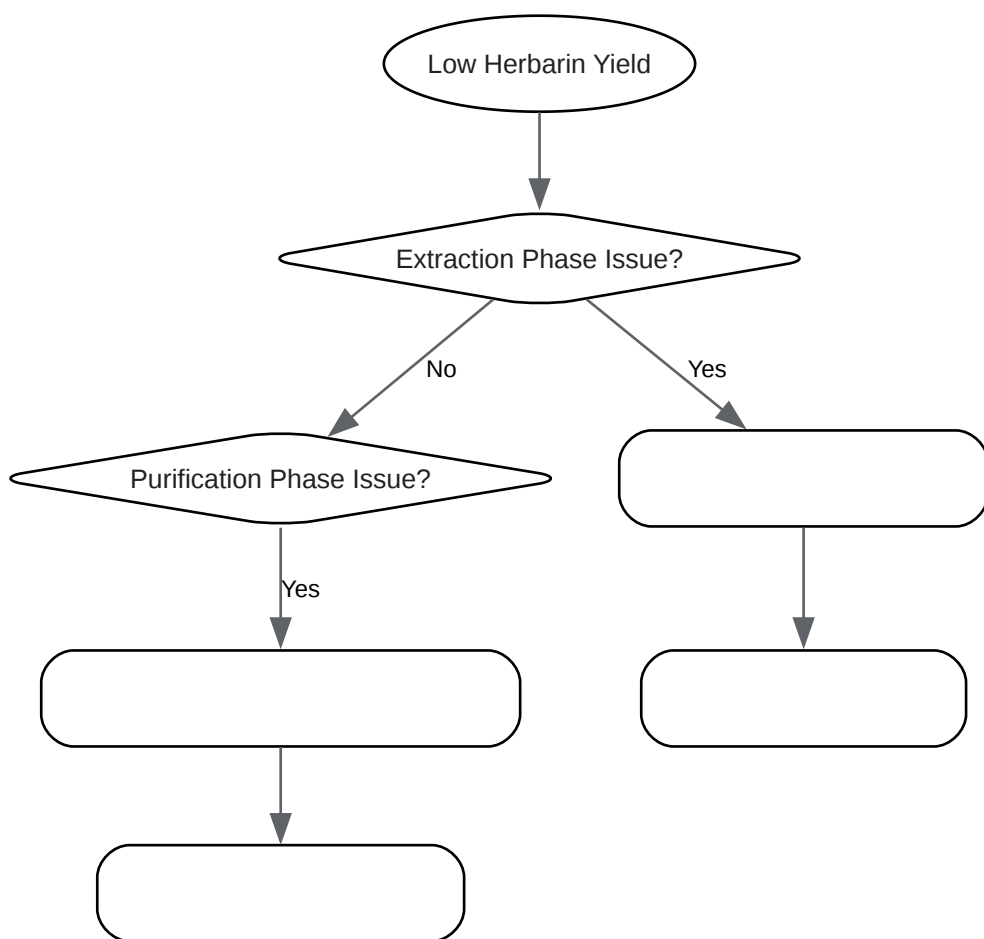 Low Herbarin Yield
Extraction Phase Issue?
No
Yes
Purification Phase Issue?
Yes